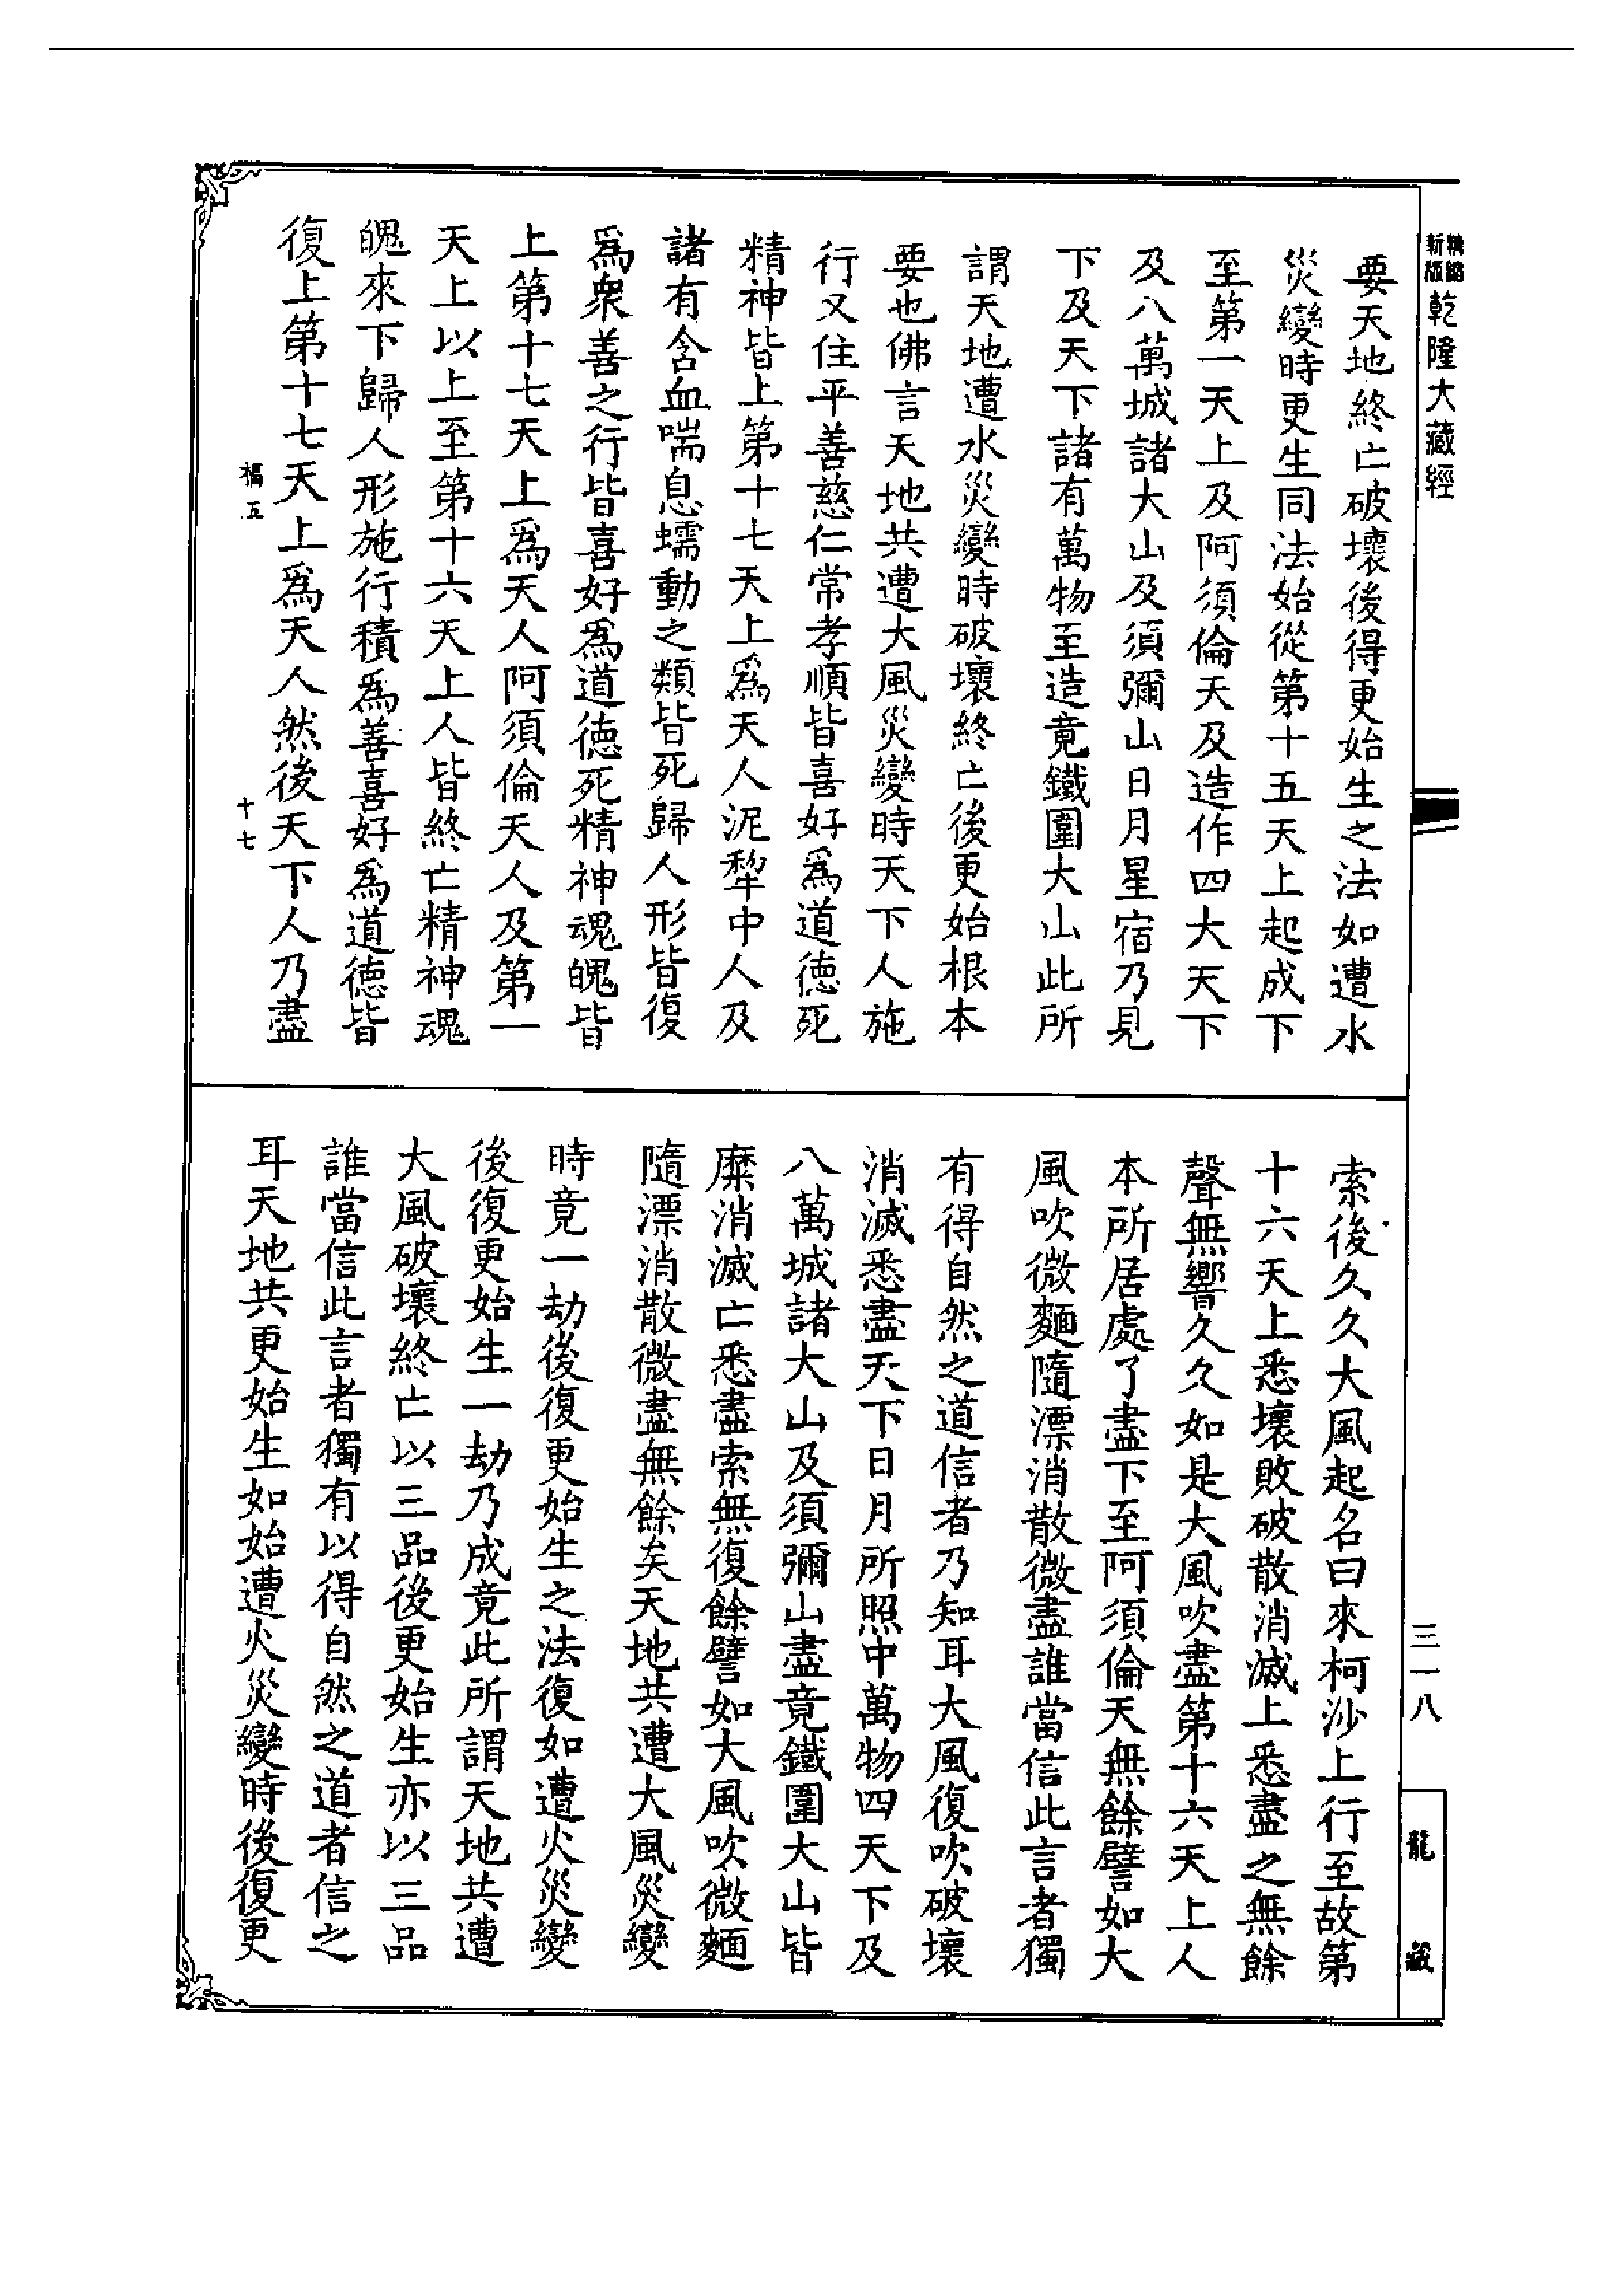 精縮新版乾隆大藏經
要天地終亡破壞後得更始生之法如遭水
災變時更生同法始從第十五天上起成下
至第一天上及阿須倫天及造作四大天下
及八萬城諸大山及須彌山日月星宿乃見
下及天下諸有萬物至造竟鐵圍大山此所
謂天地遭水災變時破壞終亡後更始根本
要也佛言天地共遭大風災變時天下人施
行又住平善慈仁常孝順皆喜好爲道德死
精神皆上第十七天上爲天人泥犂中人及
諸有含血喘息蠕動之類皆死歸人形皆復
爲衆善之行皆喜好爲道德死精神魂魄皆
上第十七天上爲天人阿須倫天人及第一
天上以上至第十六天上人皆終亡精神魂
魄來下歸人形施行積爲善喜好爲道德皆
復上第十七天上爲天人然後天下人乃盡
五
十七
索後久久大風起名曰來柯沙上行至故第
十六天上悉壞敗破散消滅上悉盡之無餘
聲無響久久如是大風吹盡第十六天上人
本所居處了盡下至阿須倫天無餘譬如大
風吹微麵隨漂消散微盡誰當信此言者獨
有得自然之道信者乃知耳大風復吹破壞
消滅悉盡天下日月所照中萬物四天下及
八萬城諸大山及須彌山盡竟鐵圍大山皆
糜消滅亡悉盡索無復餘譬如大風吹微麵
隨漂消散微盡無餘矣天地共遭大風災變
時竟一劫後復更始生之法復如遭火災變
後復更始生一劫乃成竟此所謂天地共遭
大風破壞終亡以三品後更始生亦以三品
誰當信此言者獨有以得自然之道者信之
耳天地共更始生如始遭火災變時後復更
三一八
龍藏